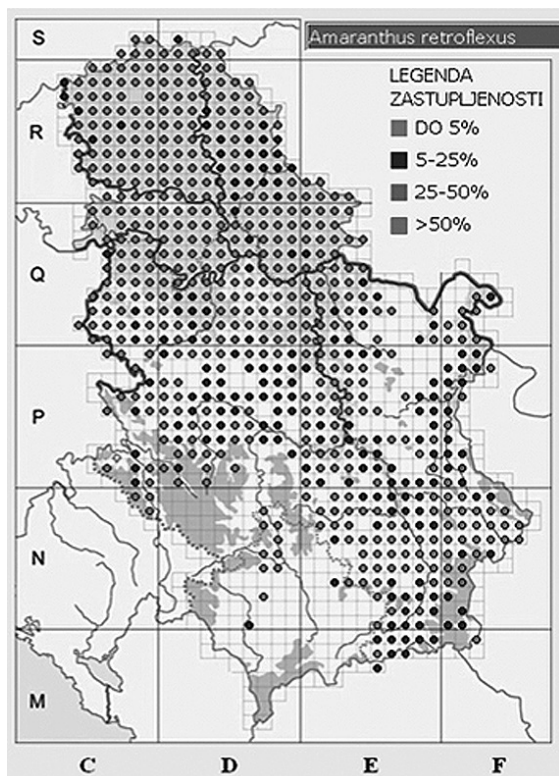 Amaranthus retroflexus
LEGENDA
ZASTUPLJENOSTI
DO 5%
5-25%
25-50%
>50%
S
R
Q
P
N
M
C D E F